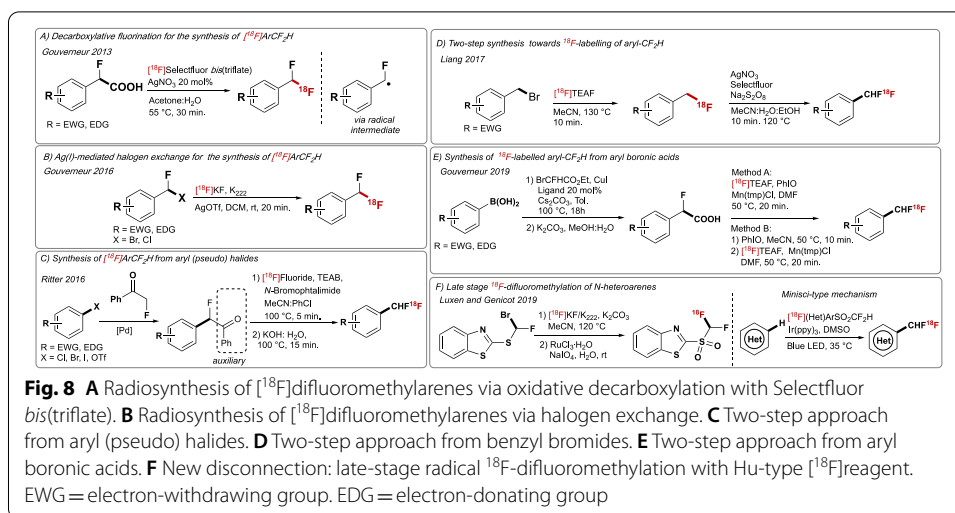 A) Decarboxylative fluorination for the synthesis of [18F]ArCF2H
Gouverneur 2013
F
COOH
R
R = EWG, EDG
[18F]Selectfluor bis(triflate)
AgNO3 20 mol%
Acetone:H2O
55 °C, 30 min.
F
18F
R
F
R
via radical
intermediate
B) Ag(I)-mediated halogen exchange for the synthesis of [18F]ArCF2H
Gouverneur 2016
F
X
R
R = EWG, EDG
X = Br, Cl
[18F]KF, K222
AgOTf, DCM, rt, 20 min.
F
18F
R
C) Synthesis of [18F]ArCF2H from aryl (pseudo) halides
Ritter 2016
X
R
R = EWG, EDG
X = Cl, Br, I, OTf
O
Ph
F
[Pd]
F
O
Ph
R
auxiliary
1) [18F]Fluoride, TEAB,
N-Bromophtalimide
MeCN:PhCl
100 °C, 5 min.
2) KOH: H2O,
100 °C, 15 min.
CHF18F
R
D) Two-step synthesis towards 18F-labelling of aryl-CF2H
Liang 2017
Br
R
R = EWG
[18F]TEAF
MeCN, 130 °C
10 min.
18F
R
AgNO3
Selectfluor
Na2S2O8
MeCN:H2O:EtOH
10 min. 120 °C
CHF18F
R
E) Synthesis of 18F-labelled aryl-CF2H from aryl boronic acids
Gouverneur 2019
B(OH)2
R
R = EWG, EDG
1) BrCFHCO2Et, CuI
Ligand 20 mol%
Cs2CO3, Tol.
100 °C, 18h
2) K2CO3, MeOH:H2O
F
COOH
R
Method A:
[18F]TEAF, PhIO
Mn(tmp)Cl, DMF
50 °C, 20 min.
Method B:
1) PhIO, MeCN, 50 °C, 10 min.
2) [18F]TEAF, Mn(tmp)Cl
DMF, 50 °C, 20 min.
CHF18F
R
F) Late stage 18F-difluoromethylation of N-heteroarenes
Luxen and Genicot 2019
Br
F
S
N
S
1) [18F]KF/K222, K2CO3
MeCN, 120 °C
2) RuCl3·H2O
NaIO4, H2O, rt
18F
F
N
S
S
O
O
Minisci-type mechanism
H
Het
[18F](Het)ArSO2CF2H
Ir(ppy)3, DMSO
Blue LED, 35 °C
CHF18F
Het
Fig. 8 A Radiosynthesis of [18F]difluoromethylarenes via oxidative decarboxylation with Selectfluor
bis(triflate). B Radiosynthesis of [18F]difluoromethylarenes via halogen exchange. C Two-step approach
from aryl (pseudo) halides. D Two-step approach from benzyl bromides. E Two-step approach from aryl
boronic acids. F New disconnection: late-stage radical 18F-difluoromethylation with Hu-type [18F]reagent.
EWG = electron-withdrawing group. EDG = electron-donating group